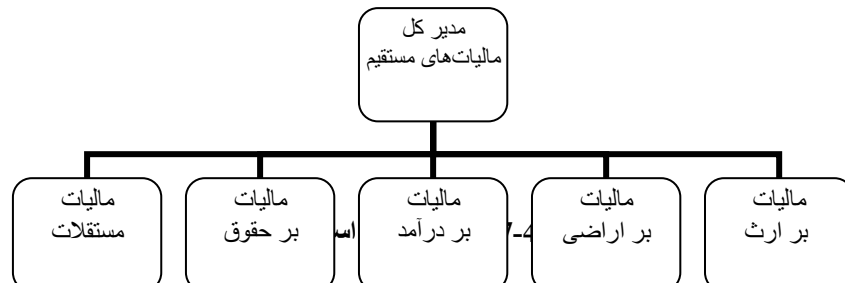 مدیر کل
مالیات‌های مستقیم
مالیات
بر ارث
مالیات
بر اراضی
مالیات
بر درآمد
مالیات
بر حقوق
مالیات
مستقلات